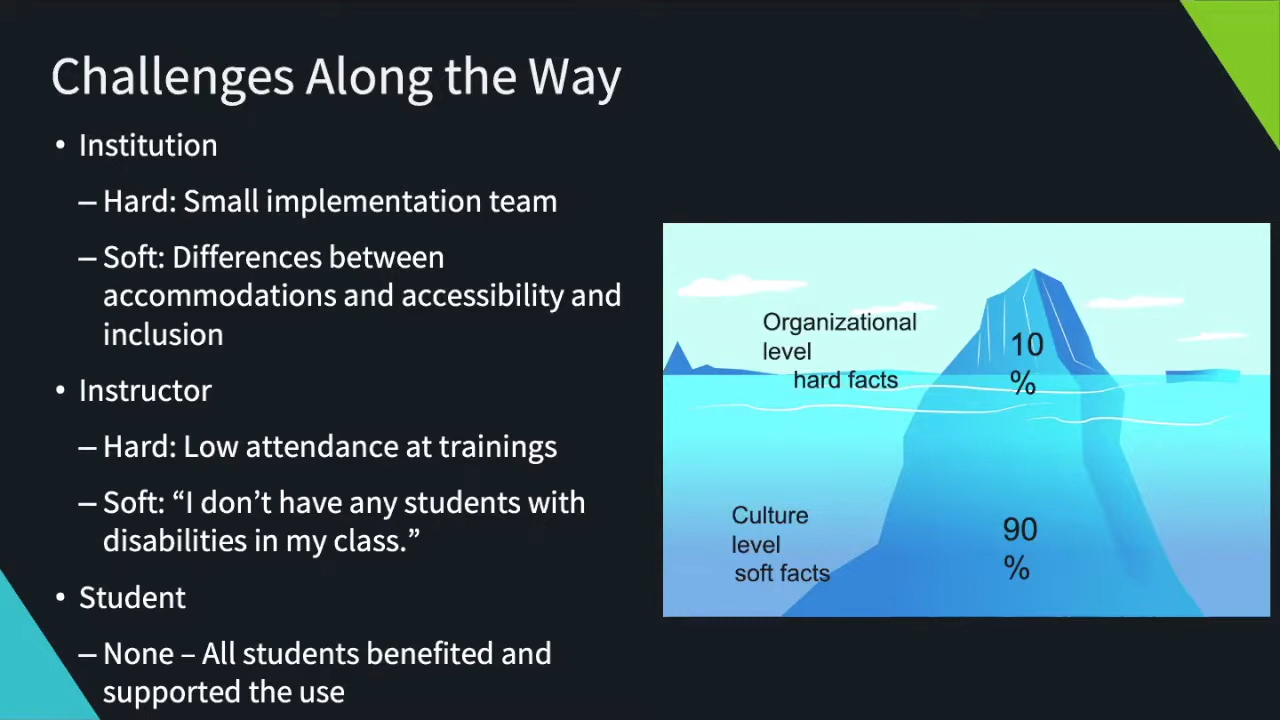 Challenges Along the Way
• Institution
– Hard: Small implementation team
– Soft: Differences between
accommodations and accessibility and
inclusion
• Instructor
– Hard: Low attendance at trainings
– Soft: “I don’t have any students with
disabilities in my class.”
• Student
– None – All students benefited and
supported the use
Organizational
level
hard facts
10
%
Culture
level
soft facts
90
%